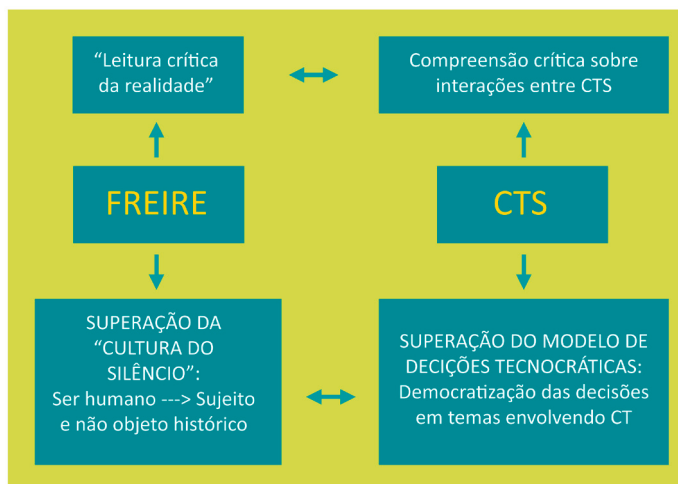 “Leitura crítica
da realidade”
Compreensão crítica sobre
interações entre CTS
FREIRE
CTS
SUPERAÇÃO DA
“CULTURA DO
SILÊNCIO”:
Ser humano ---> Sujeito
e não objeto histórico
SUPERAÇÃO DO MODELO DE
DECIÇÕES TECNOCRÁTICAS:
Democratização das decisões
em temas envolvendo CT